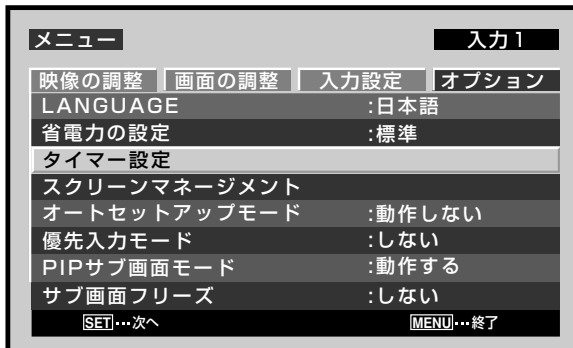 メニュー 入力1
映像の調整 画面の調整 入力設定 オプション
LANGUAGE :日本語
省電力の設定 :標準
タイマー設定
スクリーンマネージメント
オートセットアップモード :動作しない
優先入力モード :しない
PIPサブ画面モード :動作する
サブ画面フリーズ :しない
SET…次へ MENU…終了